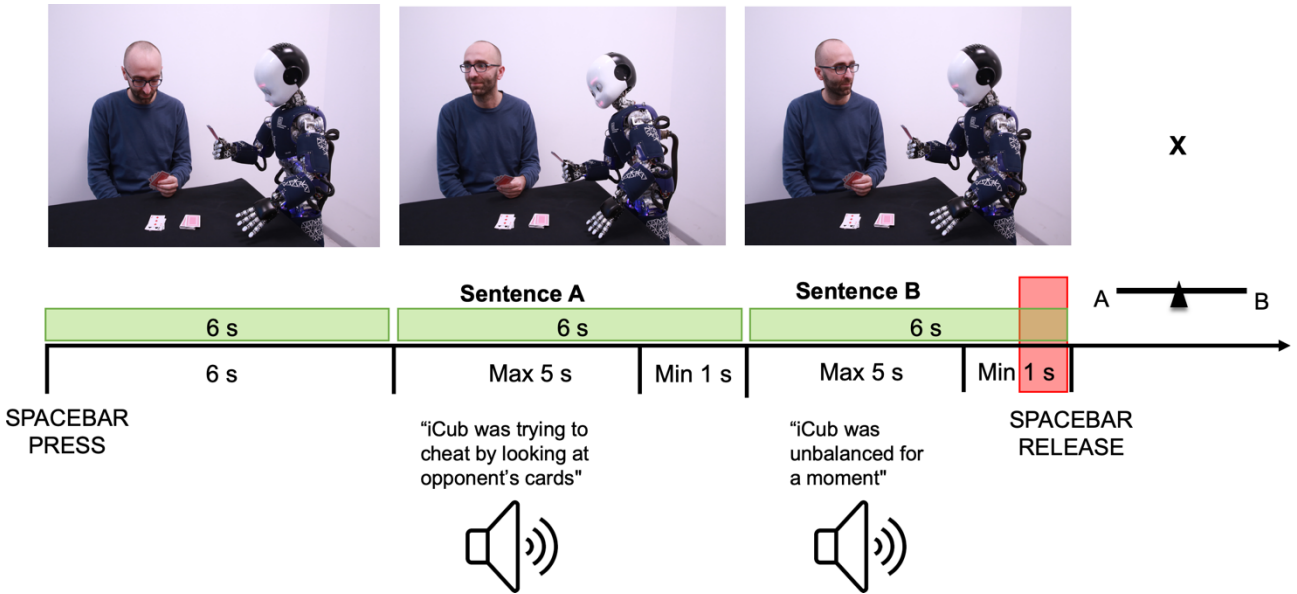 x
Sentence A
Sentence B
A
B
6 s
6 s
6 s
6 s
Max 5 s
Min 1 s
Max 5 s
Min 1 s
SPACEBAR
PRESS
“iCub was trying to
cheat by looking at
opponent’s cards"
“iCub was
unbalanced for
a moment"
SPACEBAR
RELEASE